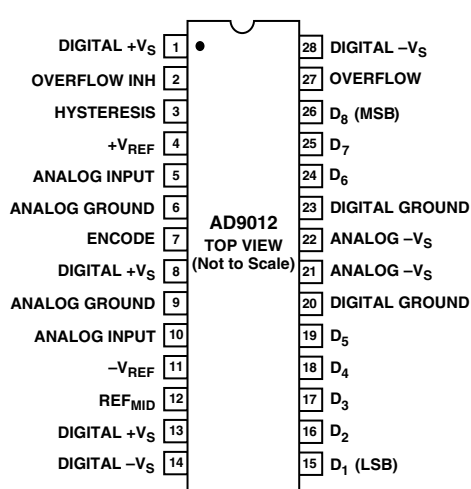 DIGITAL +VS 1 28 DIGITAL –VS
OVERFLOW INH 2 27 OVERFLOW
HYSTERESIS 3 26 D8 (MSB)
+VREF 4 25 D7
ANALOG INPUT 5 24 D6
ANALOG GROUND 6 23 DIGITAL GROUND
AD9012
ENCODE 7 22 ANALOG –VS
TOP VIEW
(Not to Scale)
DIGITAL +VS 8 21 ANALOG –VS
ANALOG GROUND 9 20 DIGITAL GROUND
ANALOG INPUT 10 19 D5
–VREF 11 18 D4
REFMID 12 17 D3
DIGITAL +VS 13 16 D2
DIGITAL –VS 14 15 D1 (LSB)